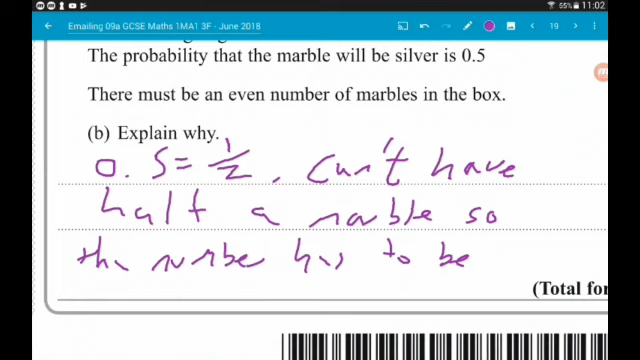 55% 11:02
Emailing 09a GCSE Maths 1MA1 3F - June 2018
19
The probability that the marble will be silver is 0.5
There must be an even number of marbles in the box.
(b) Explain why.
0.5 = 1/2. Can't have
half a marble so
the number has to be
(Total for